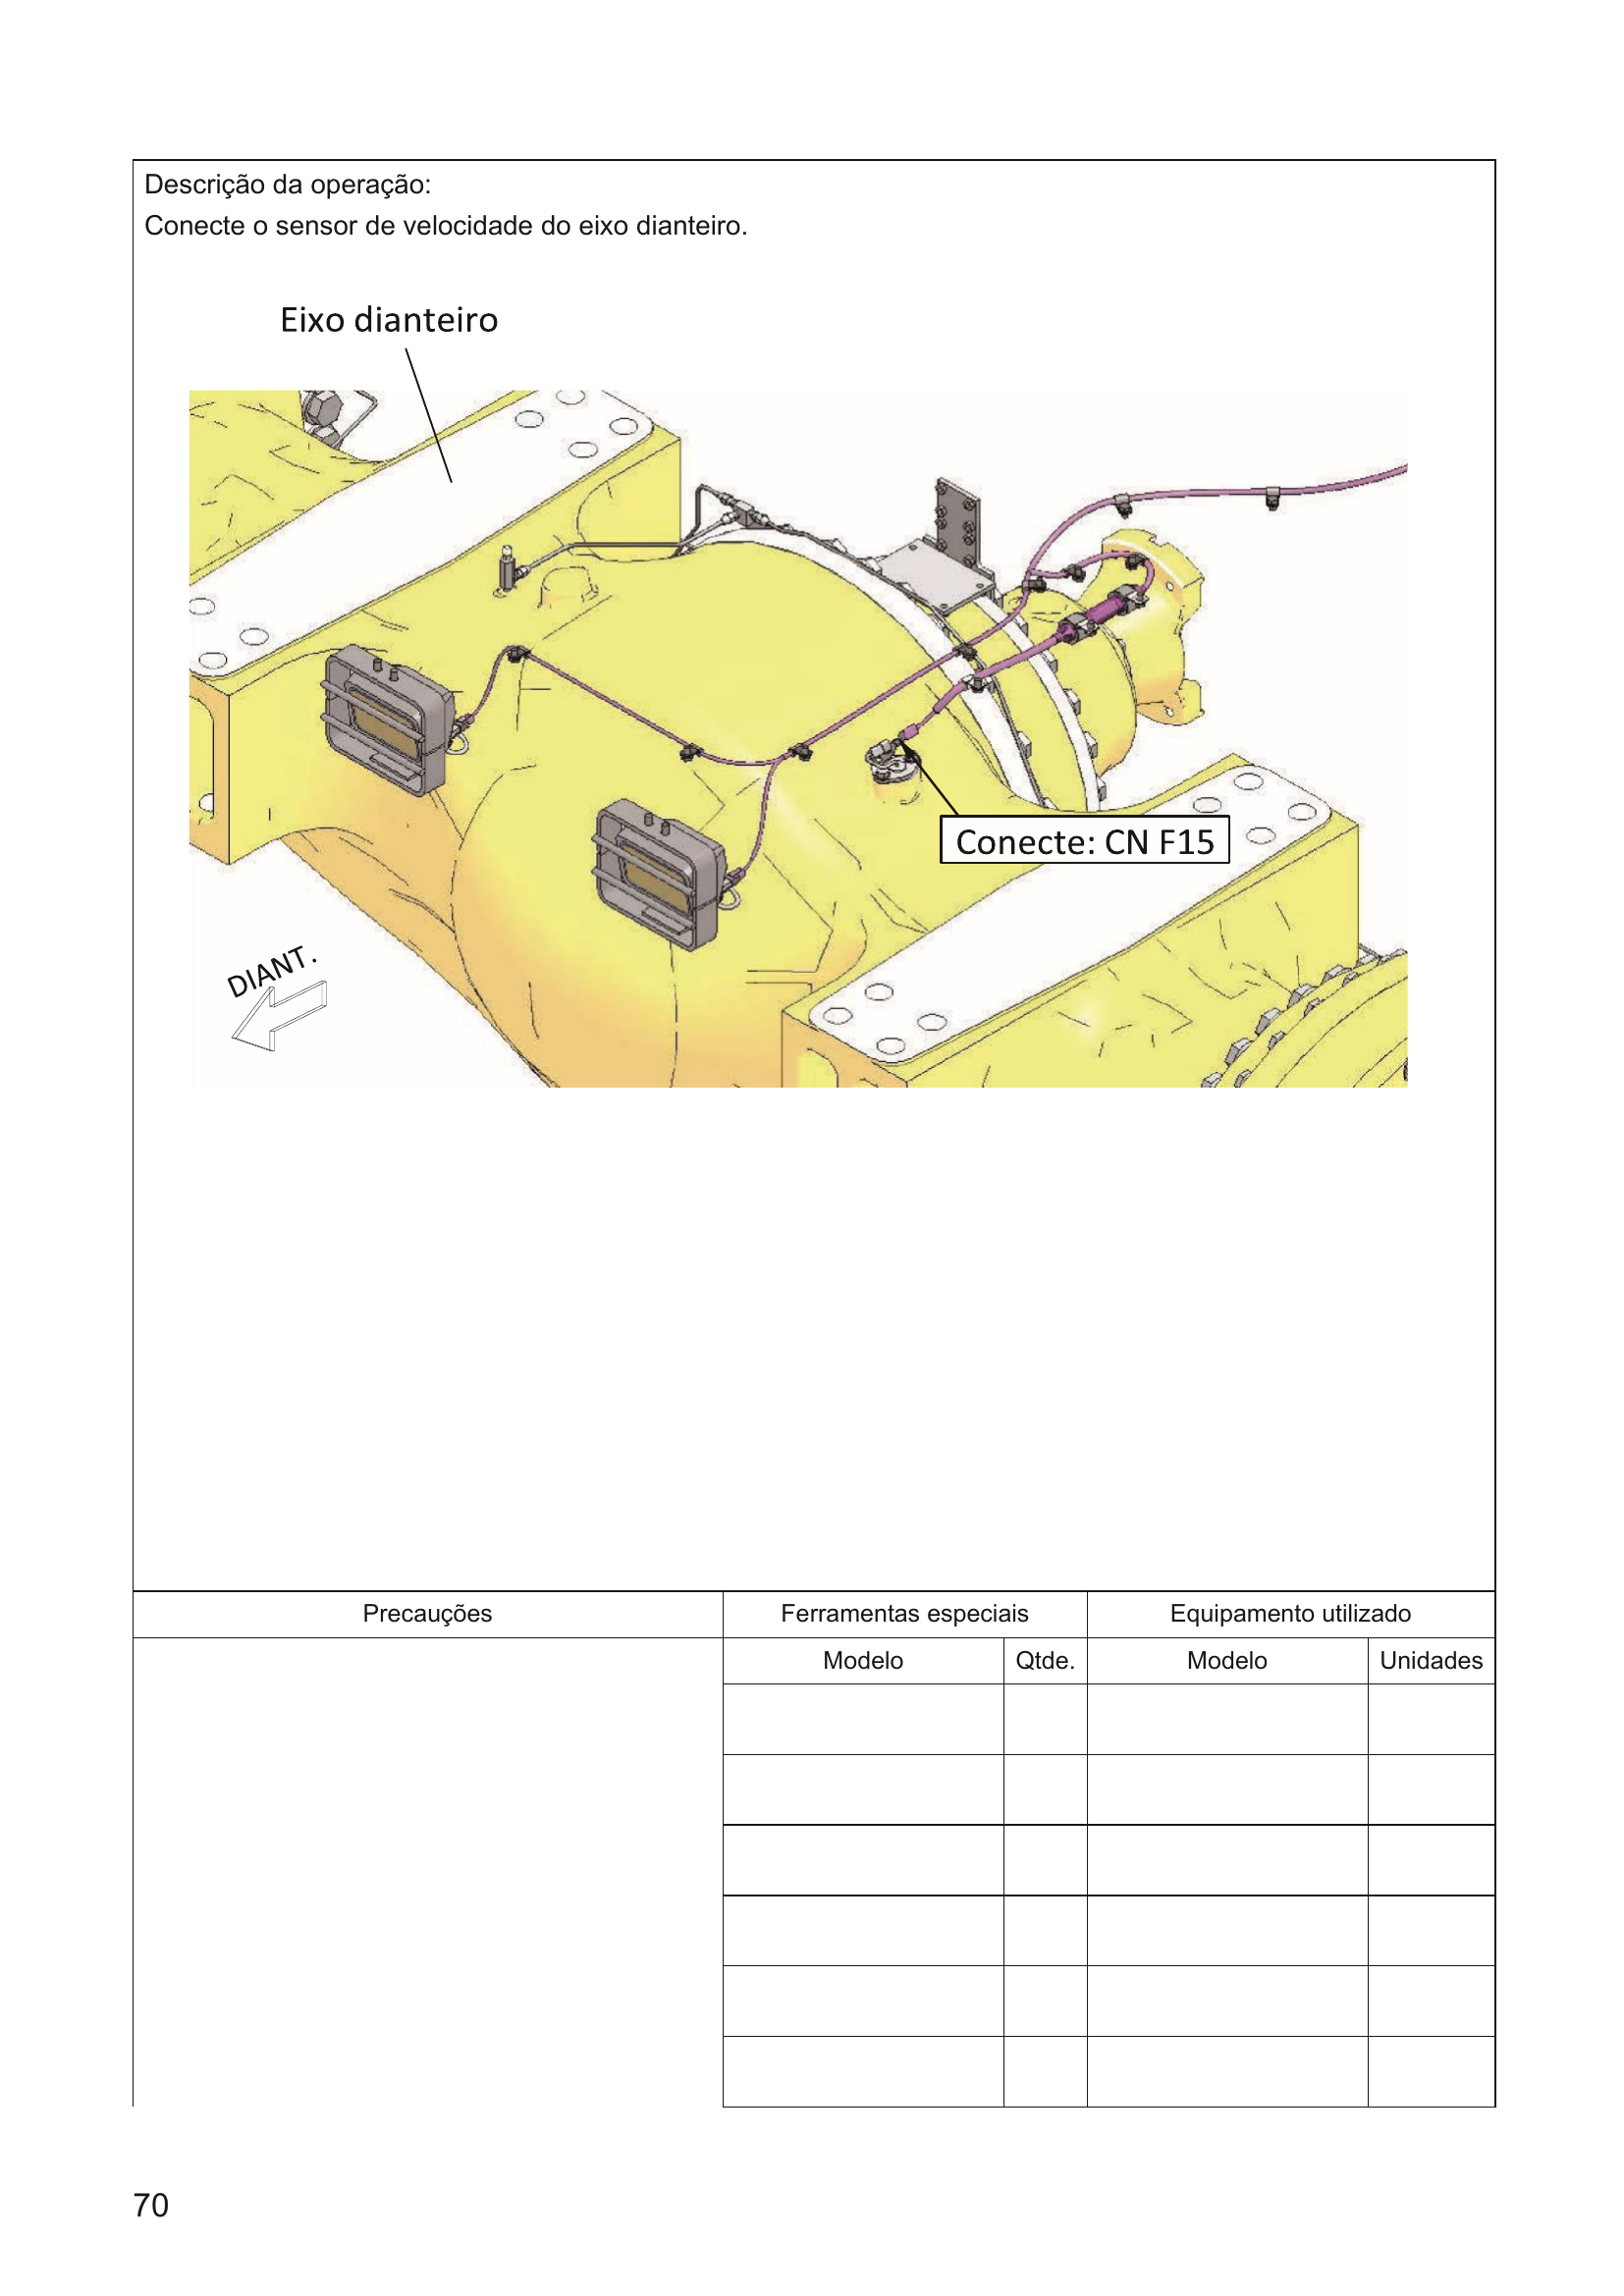 Descrição da operação:
Conecte o sensor de velocidade do eixo dianteiro.
Eixo dianteiro
Conecte: CN F15
DIANT.
Precauções
Ferramentas especiais
Equipamento utilizado
Modelo
Qtde.
Modelo
Unidades
70